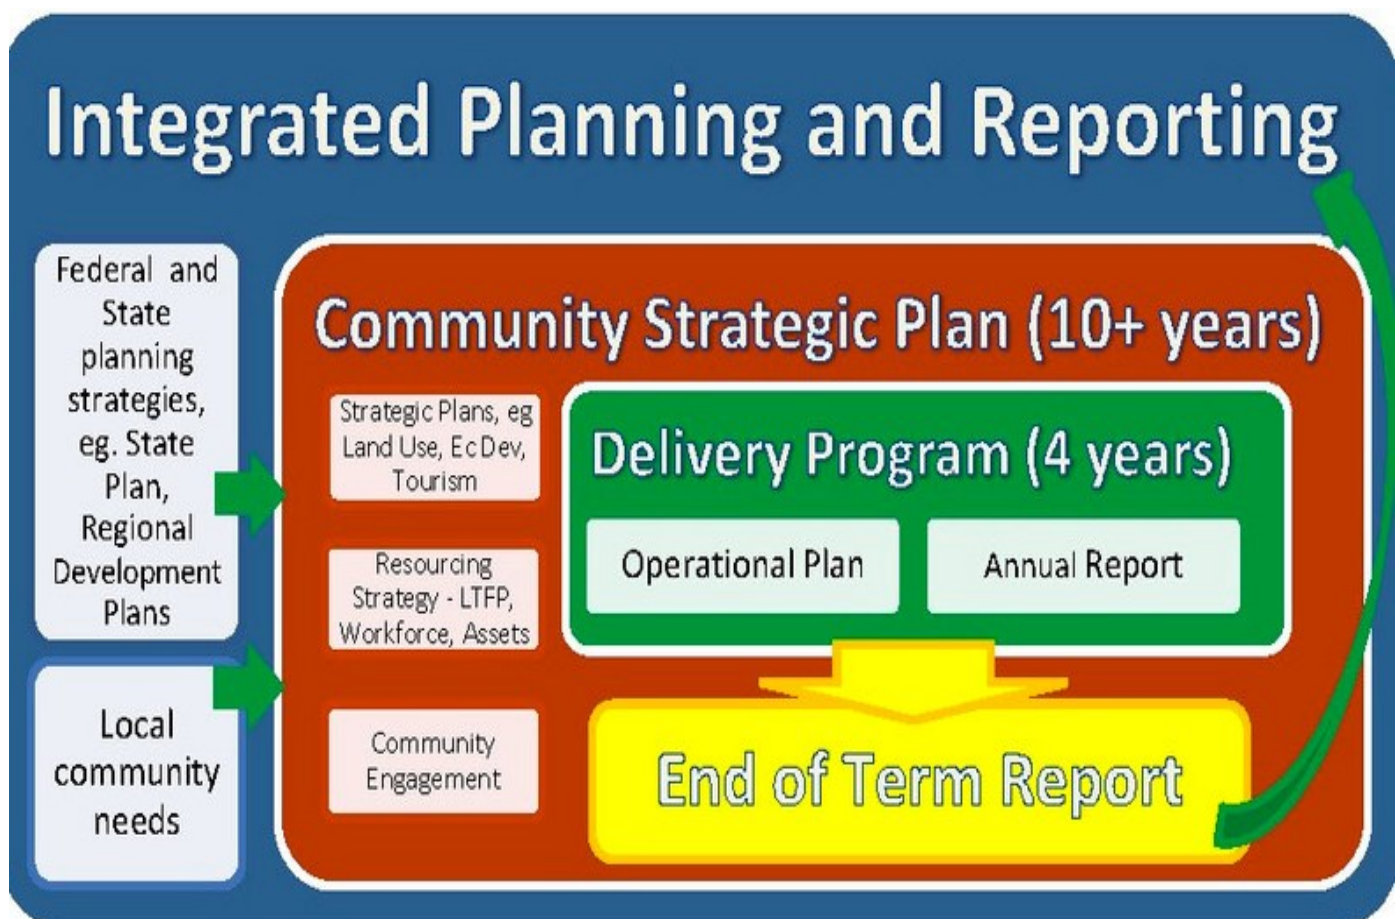 Integrated Planning and Reporting
Federal and
State
planning
strategies,
eg. State
Plan,
Regional
Development
Plans
Local
community
needs
Community Strategic Plan (10+ years)
Strategic Plans, eg
Land Use, Ec Dev,
Tourism
Resourcing
Strategy - LTFP,
Workforce, Assets
Community
Engagement
Delivery Program (4 years)
Operational Plan
Annual Report
End of Term Report